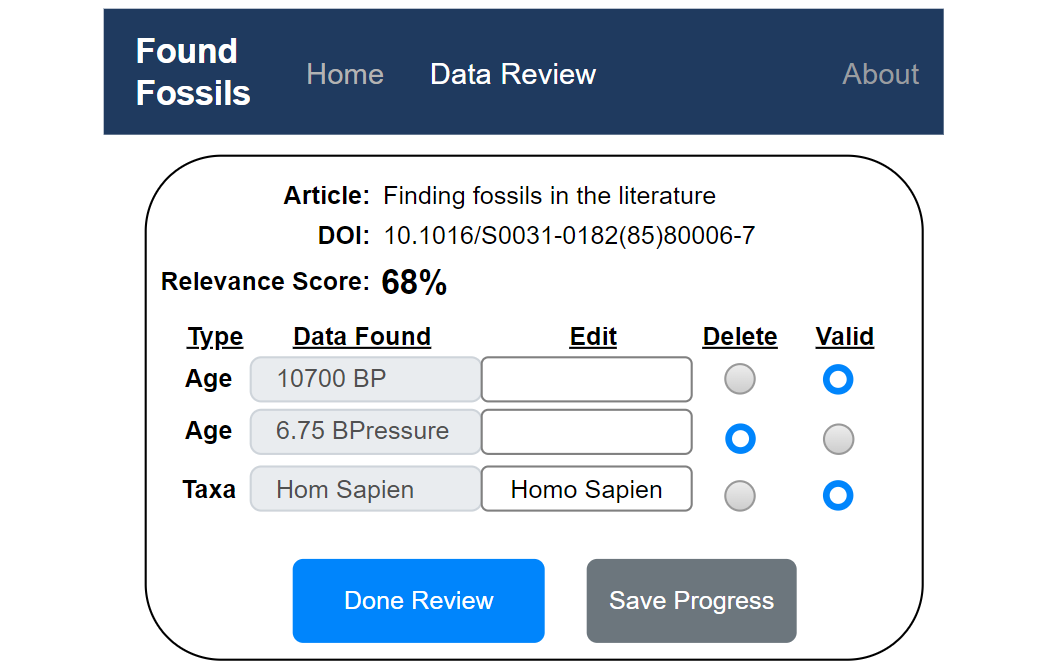 Found
Fossils
Home Data Review About
Article: Finding fossils in the literature
DOI: 10.1016/S0031-0182(85)80006-7
Relevance Score: 68%
Type Data Found Edit Delete Valid
Age 10700 BP
Age 6.75 BPressure
Taxa Hom Sapien Homo Sapien
Done Review Save Progress